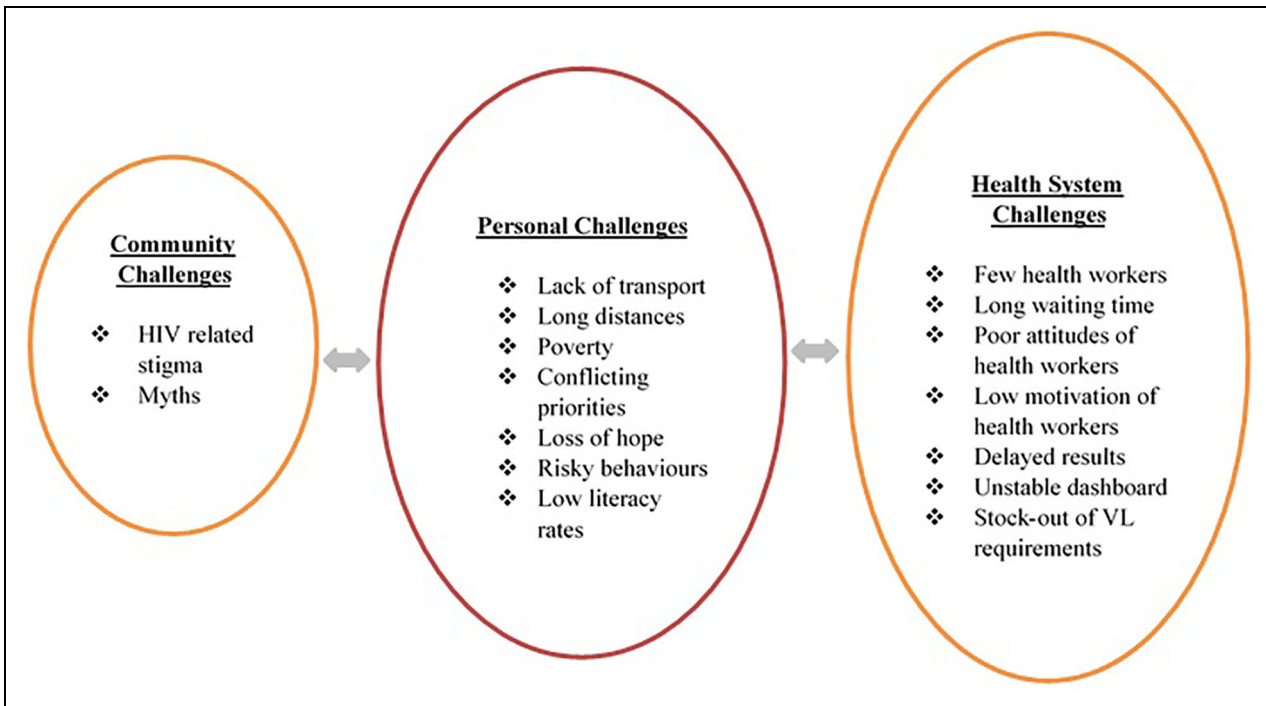 Community
Challenges
❖ HIV related
stigma
❖ Myths
Personal Challenges
❖ Lack of transport
❖ Long distances
❖ Poverty
❖ Conflicting
priorities
❖ Loss of hope
❖ Risky behaviours
❖ Low literacy
rates
Health System
Challenges
❖ Few health workers
❖ Long waiting time
❖ Poor attitudes of
health workers
❖ Low motivation of
health workers
❖ Delayed results
❖ Unstable dashboard
❖ Stock-out of VL
requirements